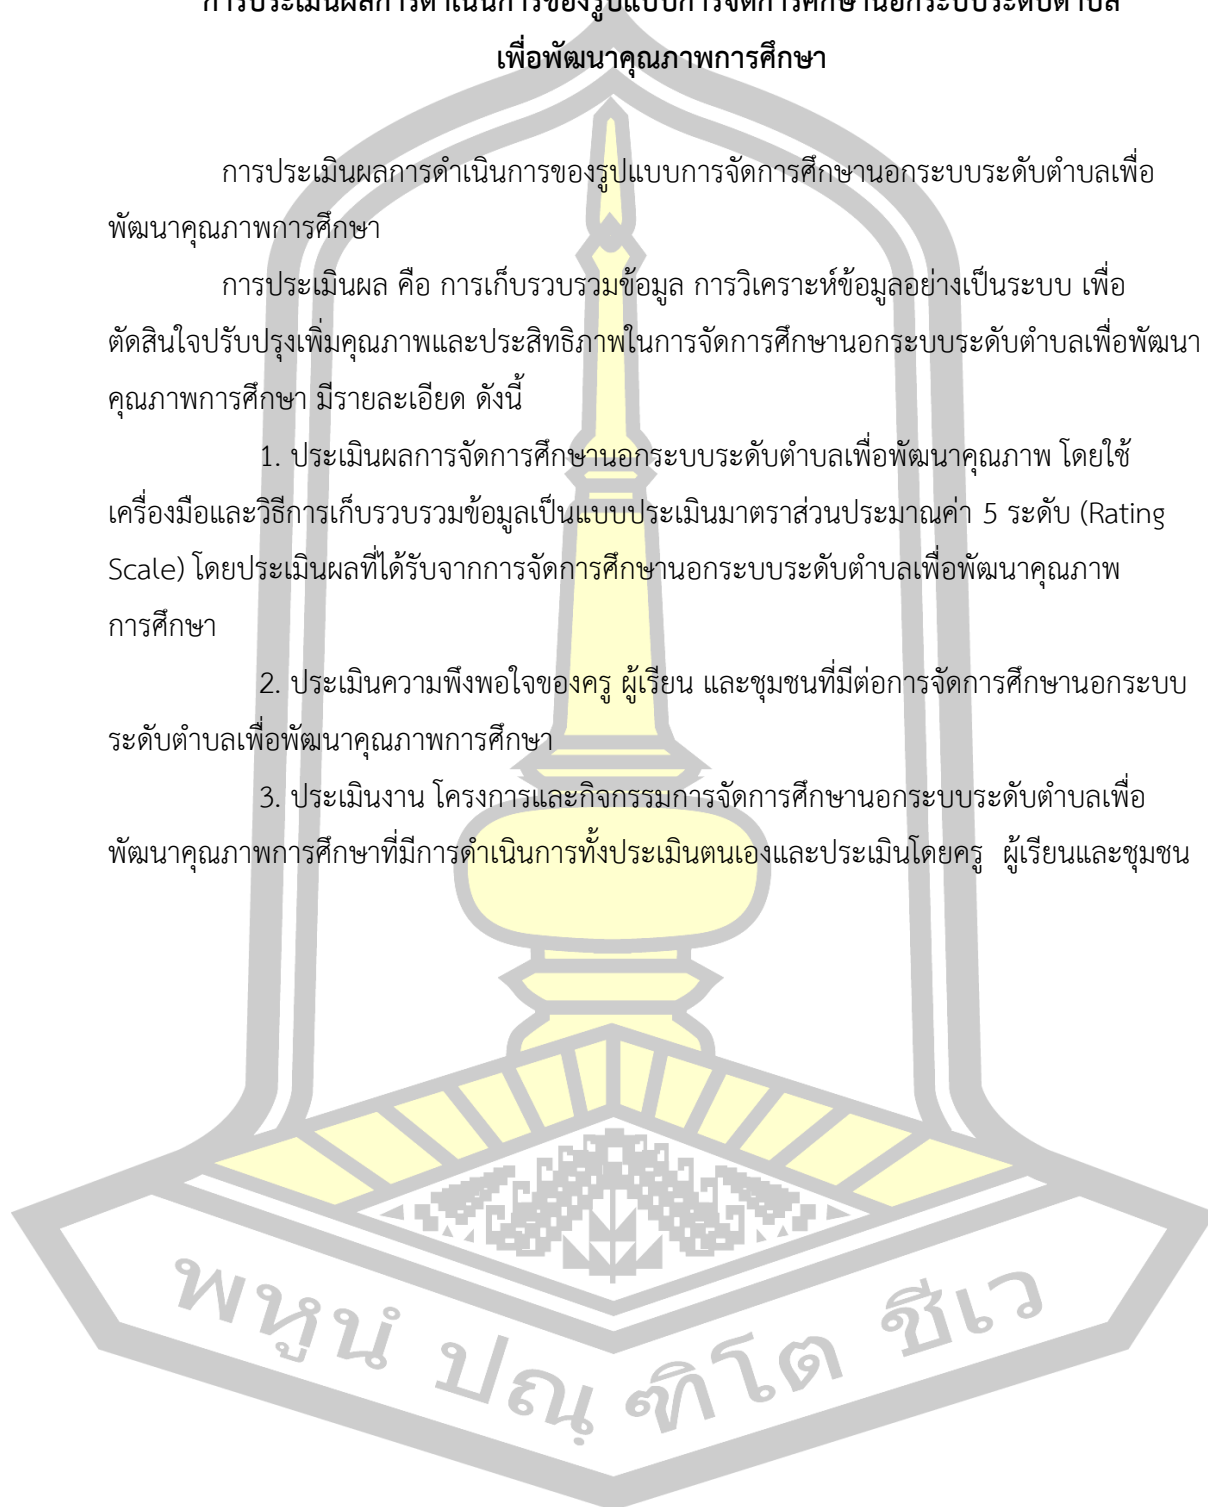 การประเมินผลการดำเนินการของรูปแบบการจัดการศึกษานอกระบบระดับตำบล
เพื่อพัฒนาคุณภาพการศึกษา
การประเมินผลการดำเนินการของรูปแบบการจัดการศึกษานอกระบบระดับตำบลเพื่อ
พัฒนาคุณภาพการศึกษา
การประเมินผล คือ การเก็บรวบรวมข้อมูล การวิเคราะห์ข้อมูลอย่างเป็นระบบ เพื่อ
ตัดสินใจปรับปรุงเพิ่มคุณภาพและประสิทธิภาพในการจัดการศึกษานอกระบบระดับตำบลเพื่อพัฒนา
คุณภาพการศึกษา มีรายละเอียด ดังนี้
1. ประเมินผลการจัดการศึกษานอกระบบระดับตำบลเพื่อพัฒนาคุณภาพ โดยใช้
เครื่องมือและวิธีการเก็บรวบรวมข้อมูลเป็นแบบประเมินมาตราส่วนประมาณค่า 5 ระดับ (Rating
Scale) โดยประเมินผลที่ได้รับจากการจัดการศึกษานอกระบบระดับตำบลเพื่อพัฒนาคุณภาพ
การศึกษา
2. ประเมินความพึงพอใจของครู ผู้เรียน และชุมชนที่มีต่อการจัดการศึกษานอกระบบ
ระดับตำบลเพื่อพัฒนาคุณภาพการศึกษา
3. ประเมินงาน โครงการและกิจกรรมการจัดการศึกษานอกระบบระดับตำบลเพื่อ
พัฒนาคุณภาพการศึกษาที่มีการดำเนินการทั้งประเมินตนเองและประเมินโดยครู ผู้เรียนและชุมชน
พหูนํ ปณฺฑิโต ชีเว